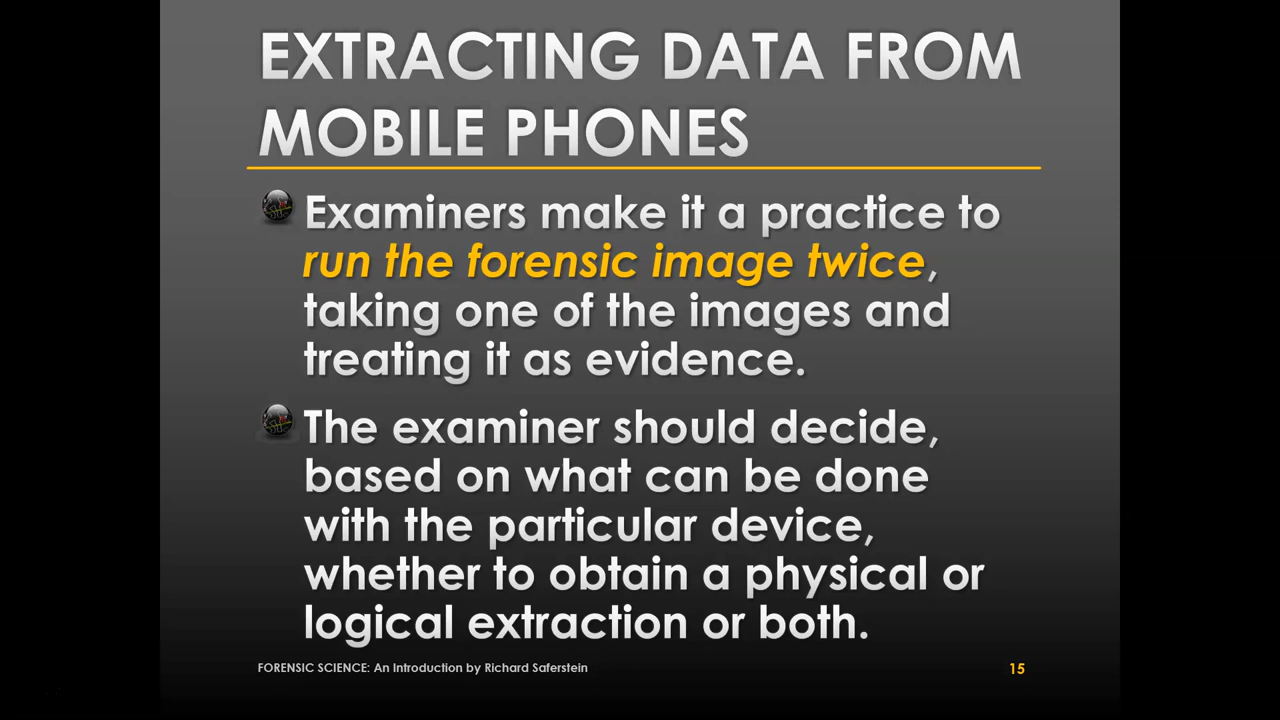 EXTRACTING DATA FROM
MOBILE PHONES
Examiners make it a practice to
run the forensic image twice,
taking one of the images and
treating it as evidence.
The examiner should decide,
based on what can be done
with the particular device,
whether to obtain a physical or
logical extraction or both.
FORENSIC SCIENCE: An Introduction by Richard Saferstein
15